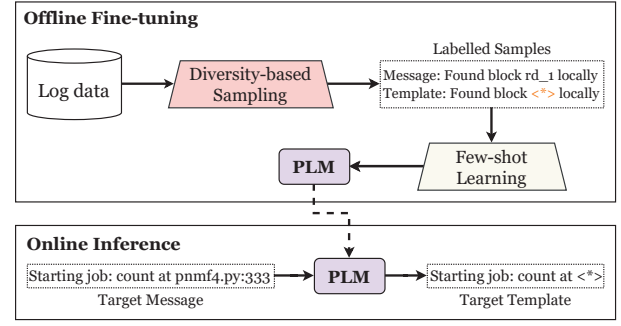 Offline Fine-tuning
Log data
Diversity-based
Sampling
Labelled Samples
Message: Found block rd_1 locally
Template: Found block <*> locally
PLM
Few-shot
Learning
Online Inference
Starting job: count at pnmf4.py:333
Target Message
PLM
Starting job: count at <*>
Target Template